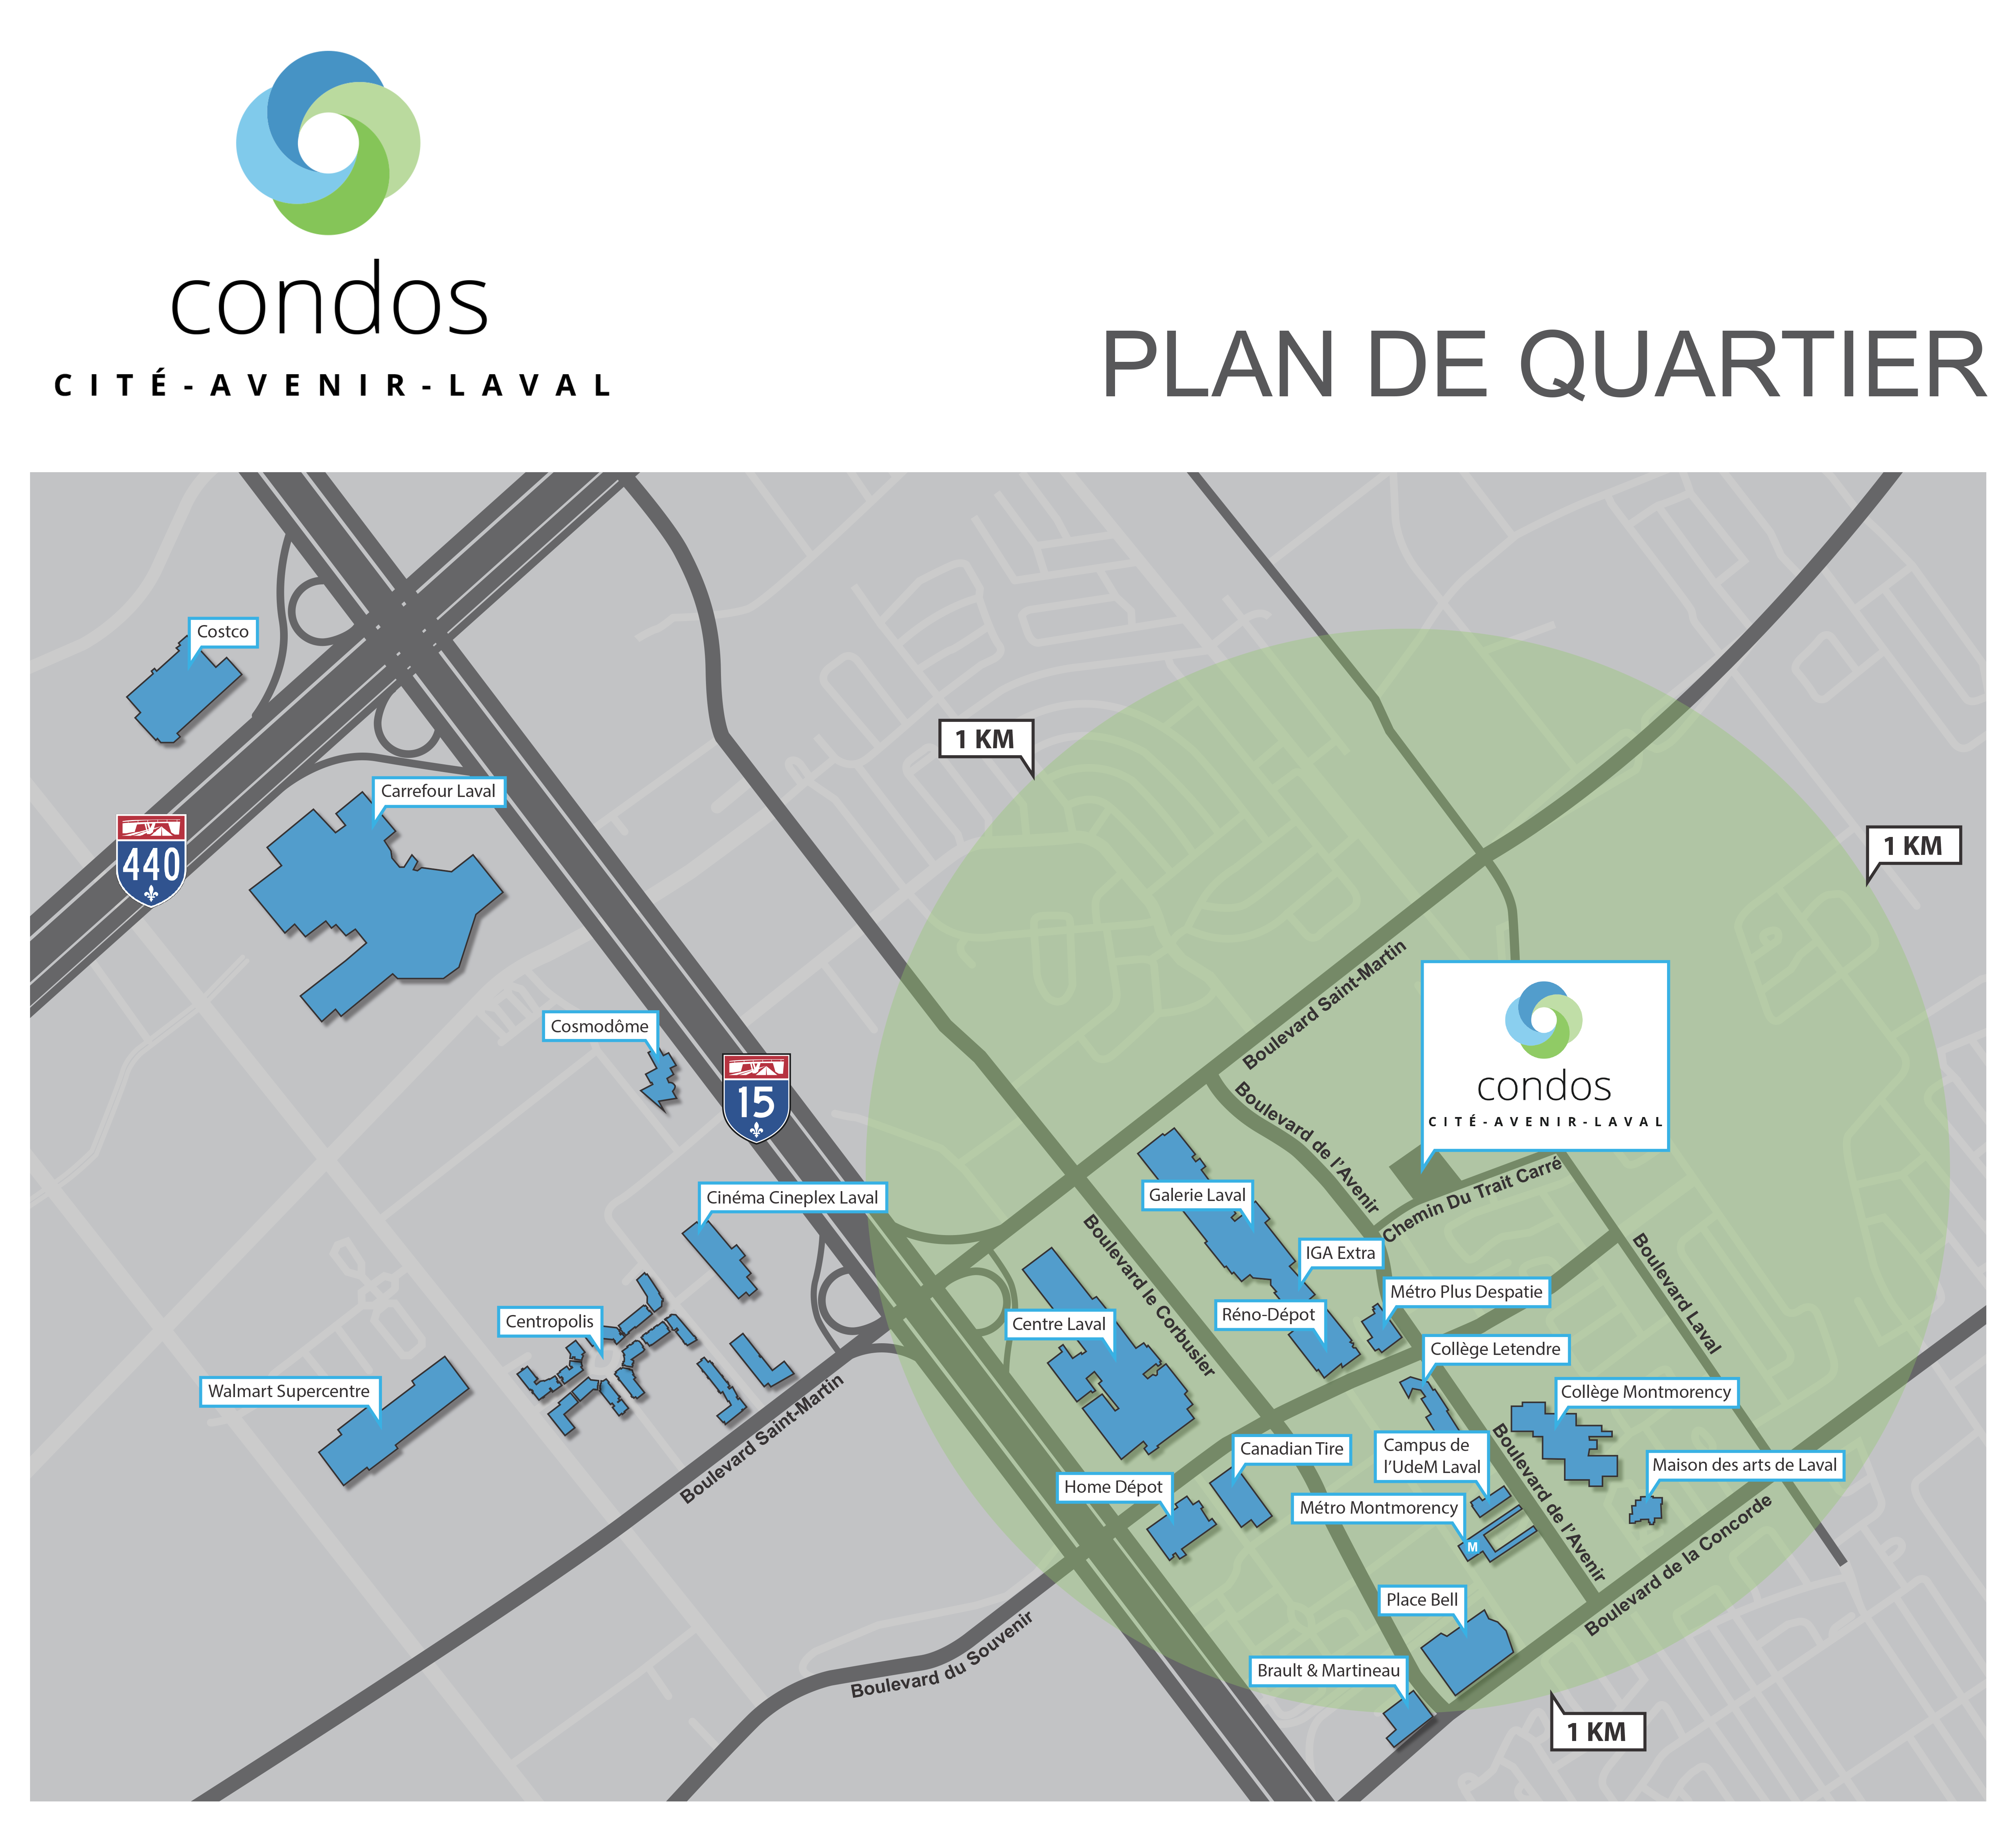 condos
CITÉ-AVENIR-LAVAL
PLAN DE QUARTIER
Costco
1 KM
Carrefour Laval
440
1 KM
Boulevard Saint-Martin
condos
CITÉ-AVENIR-LAVAL
Cosmodôme
15
Boulevard de l'Avenir
Chemin Du Trait Carré
Cinéma Cineplex Laval
Galerie Laval
Boulevard le Corbusier
IGA Extra
Boulevard Laval
Métro Plus Despatie
Réno-Dépot
Centropolis
Centre Laval
Collège Letendre
Walmart Supercentre
Collège Montmorency
Boulevard Saint-Martin
Canadian Tire
Campus de
l'UdeM Laval
Maison des arts de Laval
Home Dépot
Métro Montmorency
M
Boulevard de l'Avenir
Boulevard de la Concorde
Place Bell
Boulevard du Souvenir
Brault & Martineau
1 KM